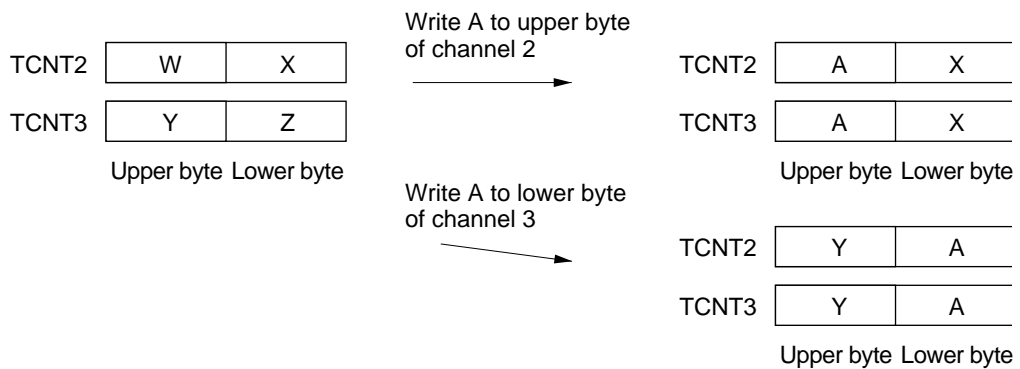 Write A to upper byte
of channel 2
TCNT2 W X
TCNT3 Y Z
Upper byte Lower byte
TCNT2 A X
TCNT3 A X
Upper byte Lower byte
Write A to lower byte
of channel 3
TCNT2 Y A
TCNT3 Y A
Upper byte Lower byte